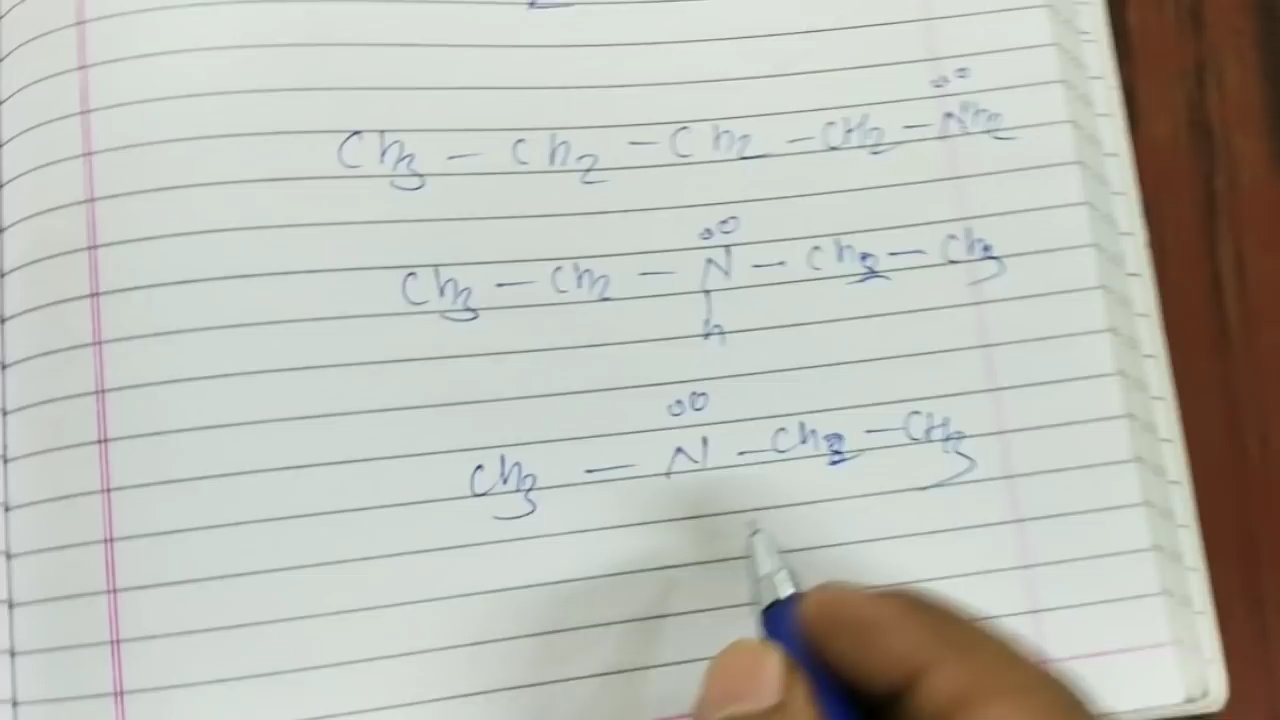 CH3 - CH2 - CH2 - CH2 - NH2
CH3 - CH2 - N - CH2 - CH3
H
CH3 - N - CH2 - CH3